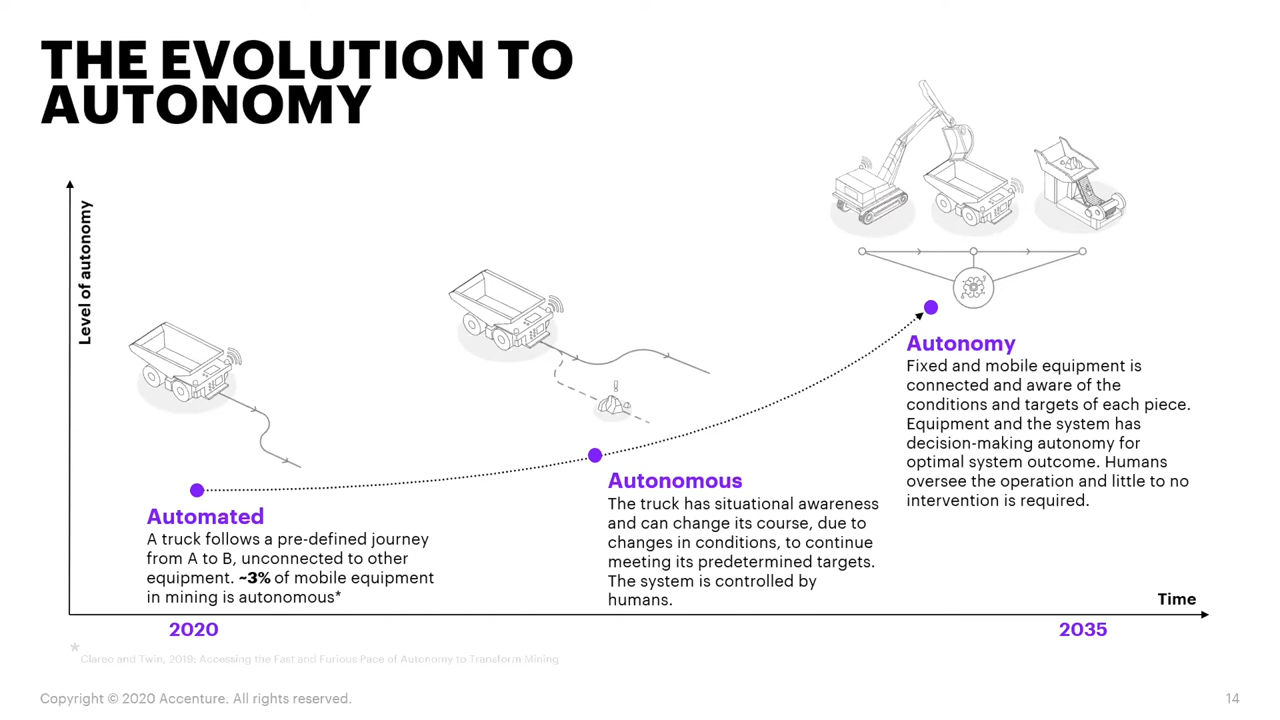 THE EVOLUTION TO
AUTONOMY
Level of autonomy
Automated
A truck follows a pre-defined journey
from A to B, unconnected to other
equipment. ~3% of mobile equipment
in mining is autonomous*
Autonomous
The truck has situational awareness
and can change its course, due to
changes in conditions, to continue
meeting its predetermined targets.
The system is controlled by
humans.
Autonomy
Fixed and mobile equipment is
connected and aware of the
conditions and targets of each piece.
Equipment and the system has
decision-making autonomy for
optimal system outcome. Humans
oversee the operation and little to no
intervention is required.
!
Time
2020
2035
* Clareo and Twin, 2019: Accessing the Fast and Furious Pace of Autonomy to Transform Mining
Copyright © 2020 Accenture. All rights reserved.
14